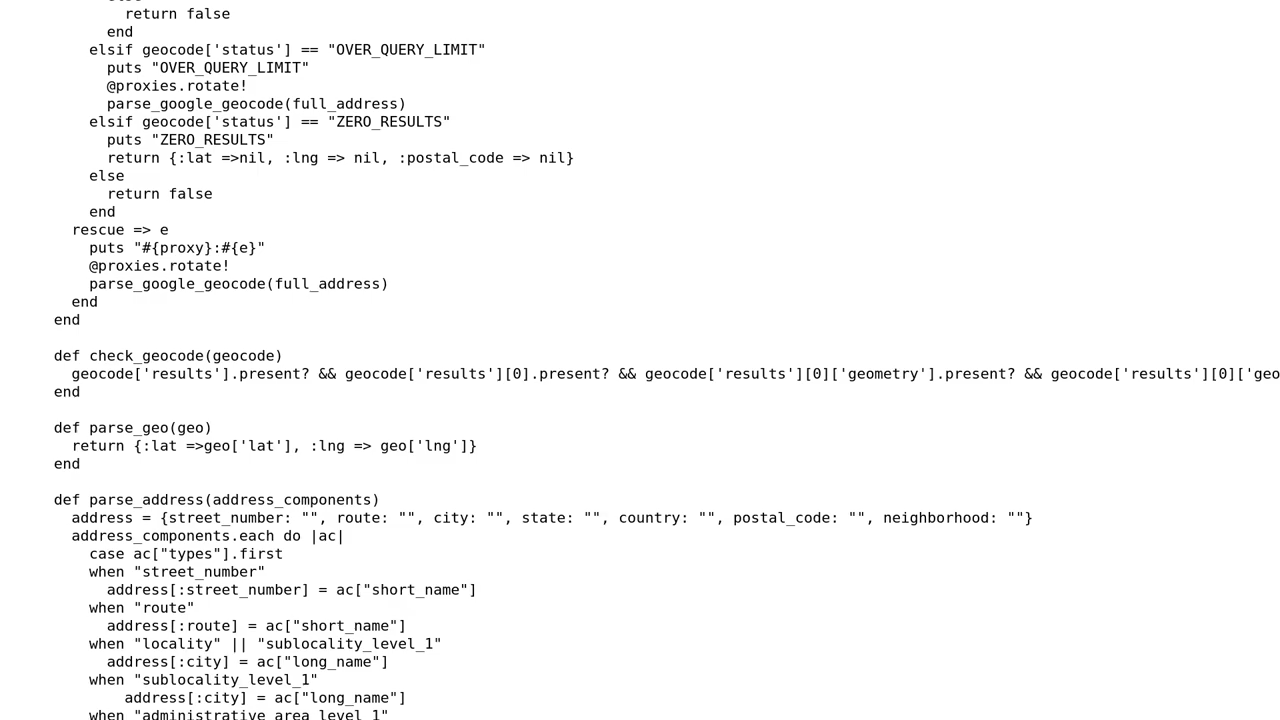 return false
end
elsif geocode['status'] == "OVER_QUERY_LIMIT"
puts "OVER_QUERY_LIMIT"
@proxies.rotate!
parse_google_geocode(full_address)
elsif geocode['status'] == "ZERO_RESULTS"
puts "ZERO_RESULTS"
return {:lat =>nil, :lng => nil, :postal_code => nil}
else
return false
end
rescue => e
puts "#{proxy}:#{e}"
@proxies.rotate!
parse_google_geocode(full_address)
end
end
def check_geocode(geocode)
geocode['results'].present? && geocode['results'][0].present? && geocode['results'][0]['geometry'].present? && geocode['results'][0]['geo
end
def parse_geo(geo)
return {:lat =>geo['lat'], :lng => geo['lng']}
end
def parse_address(address_components)
address = {street_number: "", route: "", city: "", state: "", country: "", postal_code: "", neighborhood: ""}
address_components.each do |ac|
case ac["types"].first
when "street_number"
address[:street_number] = ac["short_name"]
when "route"
address[:route] = ac["short_name"]
when "locality" || "sublocality_level_1"
address[:city] = ac["long_name"]
when "sublocality_level_1"
address[:city] = ac["long_name"]
when "administrative_area_level_1"